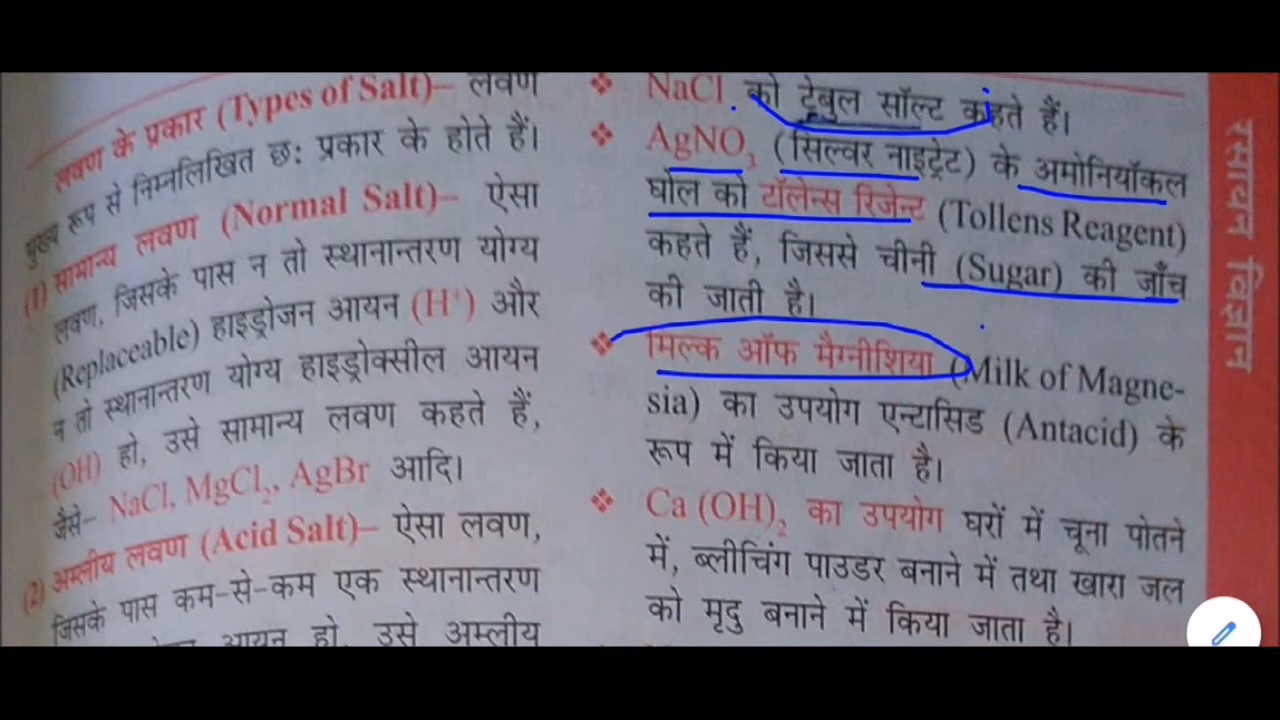 लवण के प्रकार (Types of Salt)– लवण
मुख्य रूप से निम्नलिखित छः प्रकार के होते हैं।
(1) सामान्य लवण (Normal Salt)– ऐसा
लवण, जिसके पास न तो स्थानान्तरण योग्य
(Replaceable) हाइड्रोजन आयन (H⁺) और
न तो स्थानान्तरण योग्य हाइड्रोक्सील आयन
(OH) हो, उसे सामान्य लवण कहते हैं,
जैसे– NaCl, MgCl₂, AgBr आदि।
(2) अम्लीय लवण (Acid Salt)– ऐसा लवण,
जिसके पास कम-से-कम एक स्थानान्तरण
आयन हो, उसे अम्लीय
❖ NaCl को ट्रेबुल सॉल्ट कहते हैं।
❖ AgNO₃ (सिल्वर नाइट्रेट) के अमोनियॉकल
घोल को टॉलेन्स रिजेन्ट (Tollens Reagent)
कहते हैं, जिससे चीनी (Sugar) की जाँच
की जाती है।
❖ मिल्क ऑफ मैग्नीशिया (Milk of Magne-
sia) का उपयोग एन्टासिड (Antacid) के
रूप में किया जाता है।
❖ Ca (OH)₂ का उपयोग घरों में चूना पोतने
में, ब्लीचिंग पाउडर बनाने में तथा खारा जल
को मृदु बनाने में किया जाता है।
रसायन विज्ञान